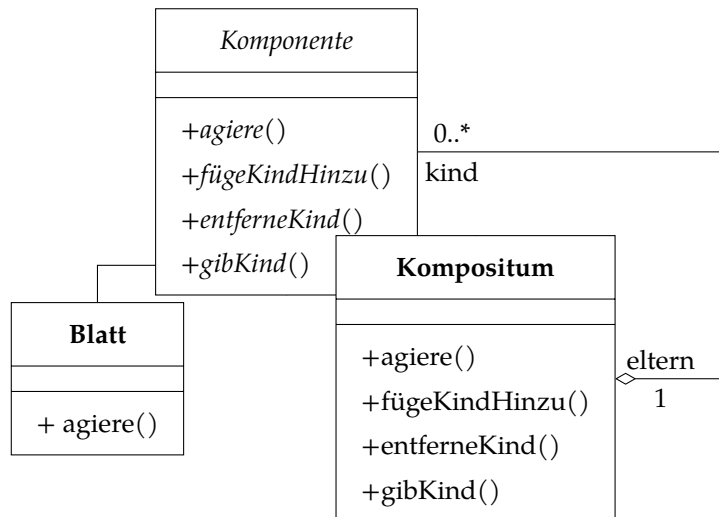 Komponente
+agiere()
+fügeKindHinzu()
+entferneKind()
+gibKind()
0..*
kind
Blatt
+ agiere()
Kompositum
+agiere()
+fügeKindHinzu()
+entferneKind()
+gibKind()
eltern
1